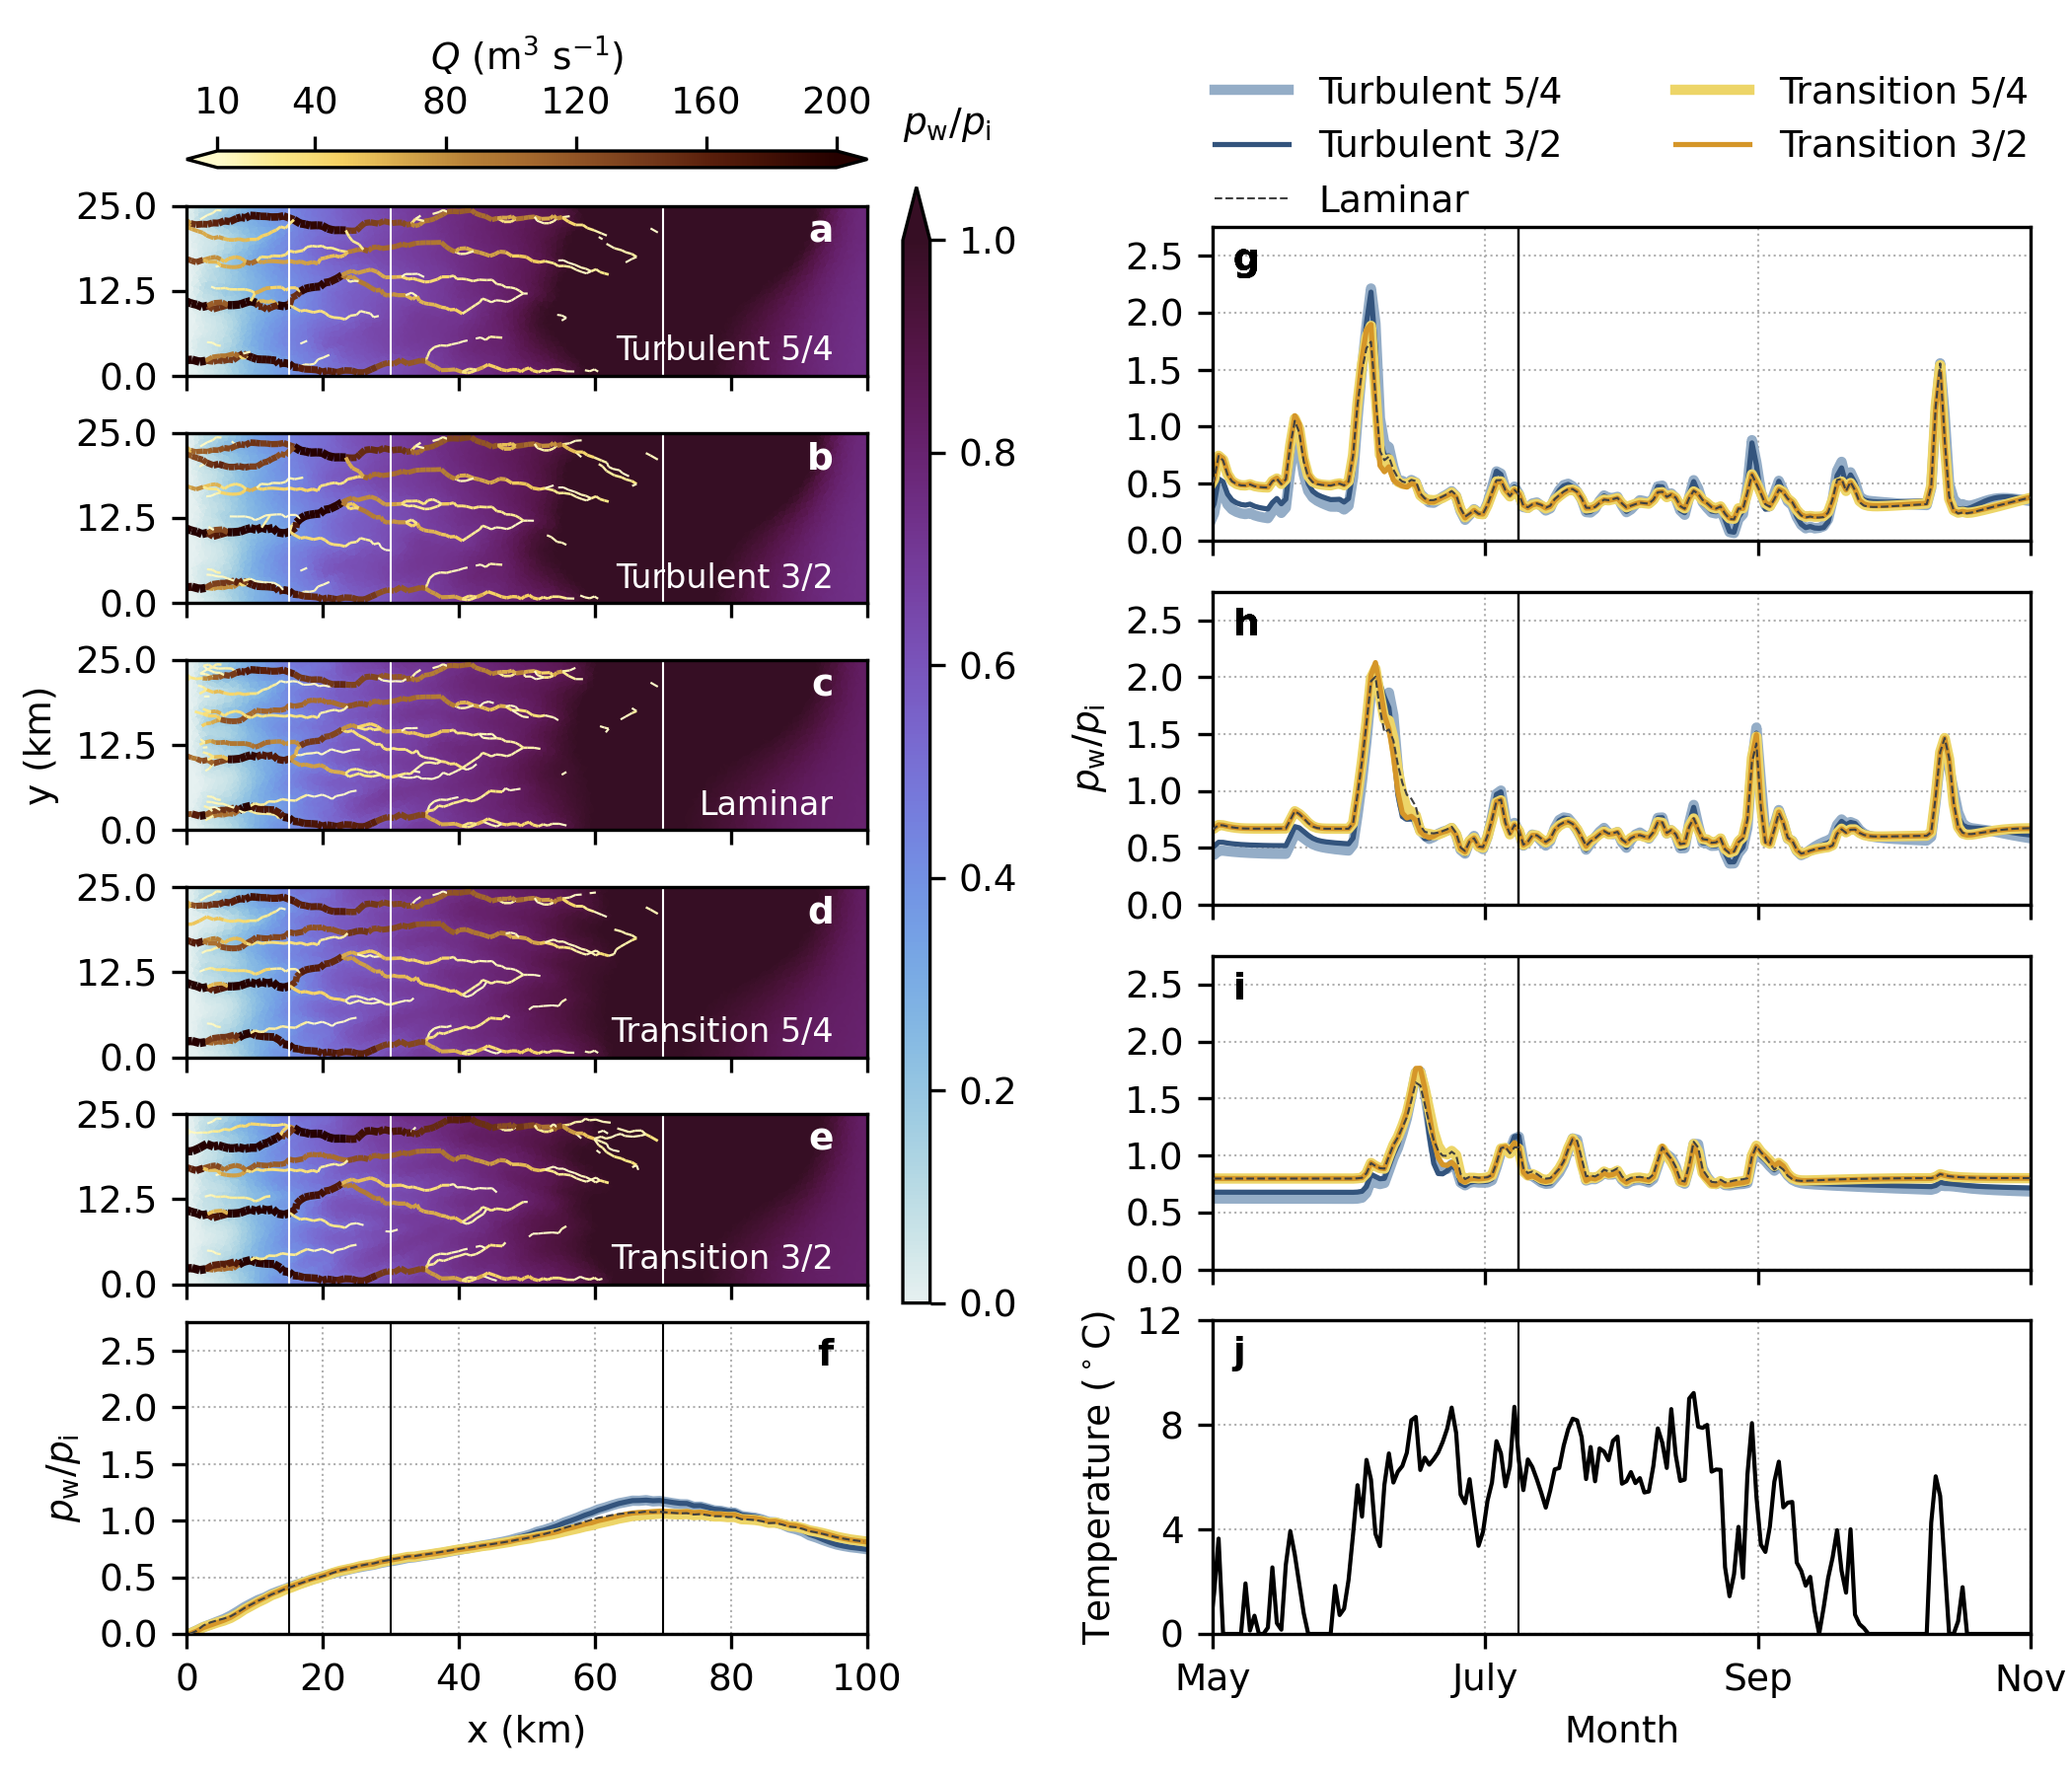 Q (m³ s⁻¹)
10 40 80 120 160 200
p_w/p_i
Turbulent 5/4
Turbulent 3/2
Laminar
Transition 5/4
Transition 3/2
25.0
12.5
0.0
a
Turbulent 5/4
25.0
12.5
0.0
b
Turbulent 3/2
25.0
12.5
0.0
c
Laminar
y (km)
25.0
12.5
0.0
d
Transition 5/4
25.0
12.5
0.0
e
Transition 3/2
1.0
0.8
0.6
0.4
0.2
0.0
2.5
2.0
1.5
1.0
0.5
0.0
p_w/p_i
f
0 20 40 60 80 100
x (km)
2.5
2.0
1.5
1.0
0.5
0.0
g
2.5
2.0
1.5
1.0
0.5
0.0
p_w/p_i
h
2.5
2.0
1.5
1.0
0.5
0.0
i
12
8
4
0
Temperature (°C)
j
May July Sep Nov
Month